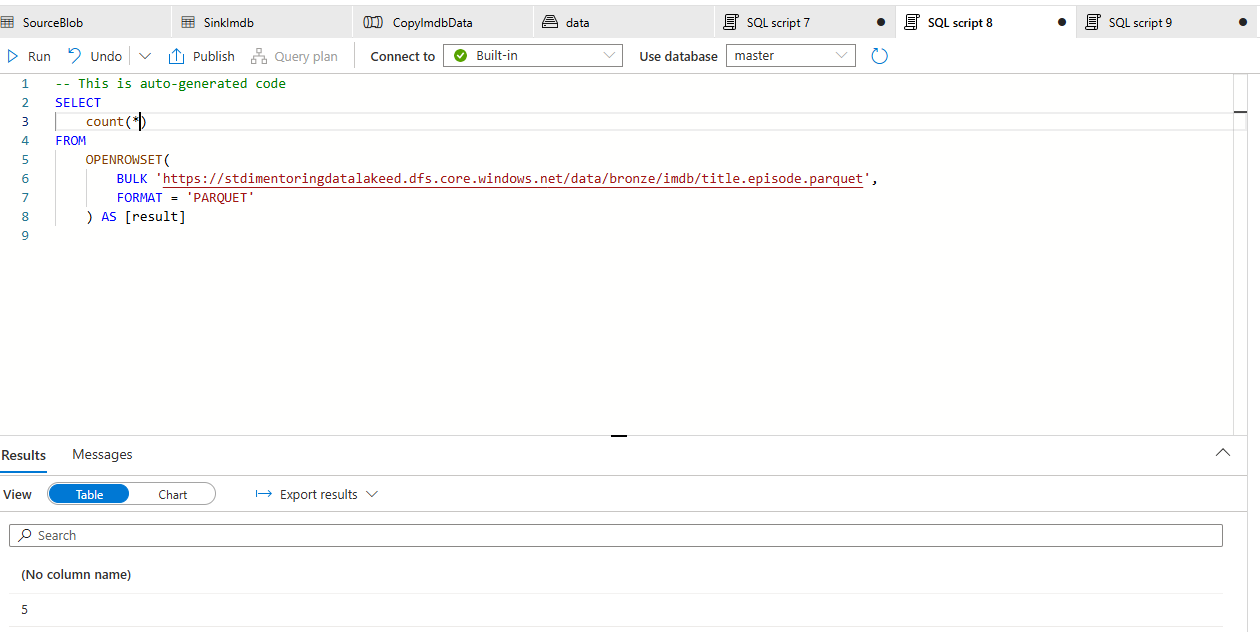 SourceBlob SinkImdb CopyImdbData data SQL script 7 SQL script 8 SQL script 9
Run Undo Publish Query plan Connect to Built-in Use database master
1 -- This is auto-generated code
2 SELECT
3 count(*)
4 FROM
5 OPENROWSET(
6 BULK 'https://stdimentoringdatalakeed.dfs.core.windows.net/data/bronze/imdb/title.episode.parquet',
7 FORMAT = 'PARQUET'
8 ) AS [result]
9
Results Messages
View Table Chart Export results
Search
(No column name)
5